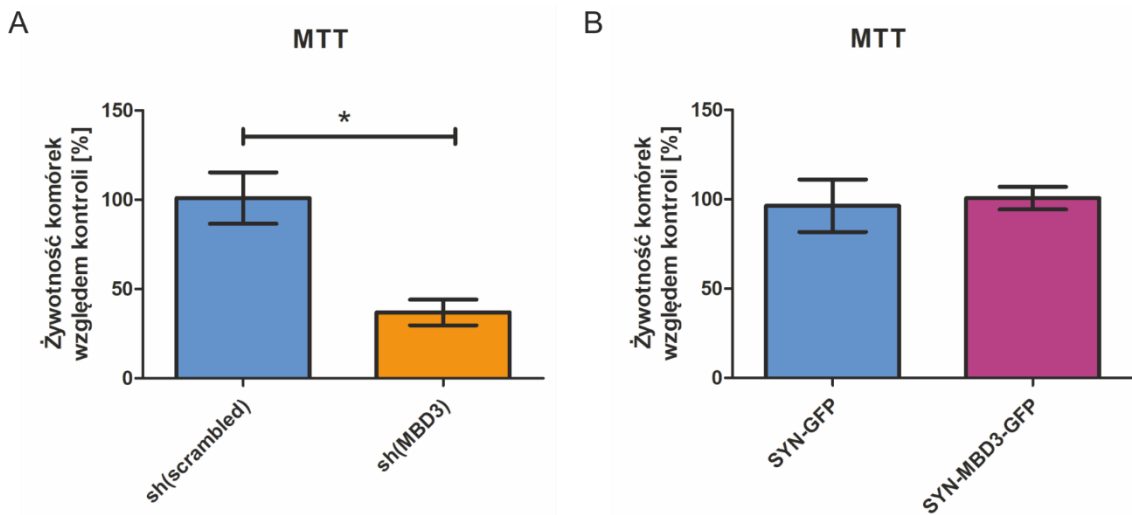 A
MTT
Żywotność komórek
względem kontroli [%]
150
100
50
0
*
sh(scrambled)
sh(MBD3)
B
MTT
Żywotność komórek
względem kontroli [%]
150
100
50
0
SYN-GFP
SYN-MBD3-GFP